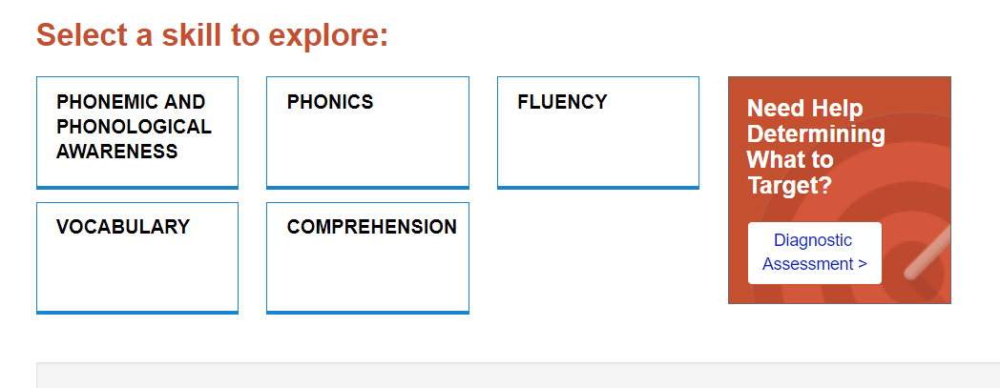 Select a skill to explore:
PHONEMIC AND
PHONOLOGICAL
AWARENESS
PHONICS
FLUENCY
VOCABULARY
COMPREHENSION
Need Help
Determining
What to
Target?
Diagnostic
Assessment >